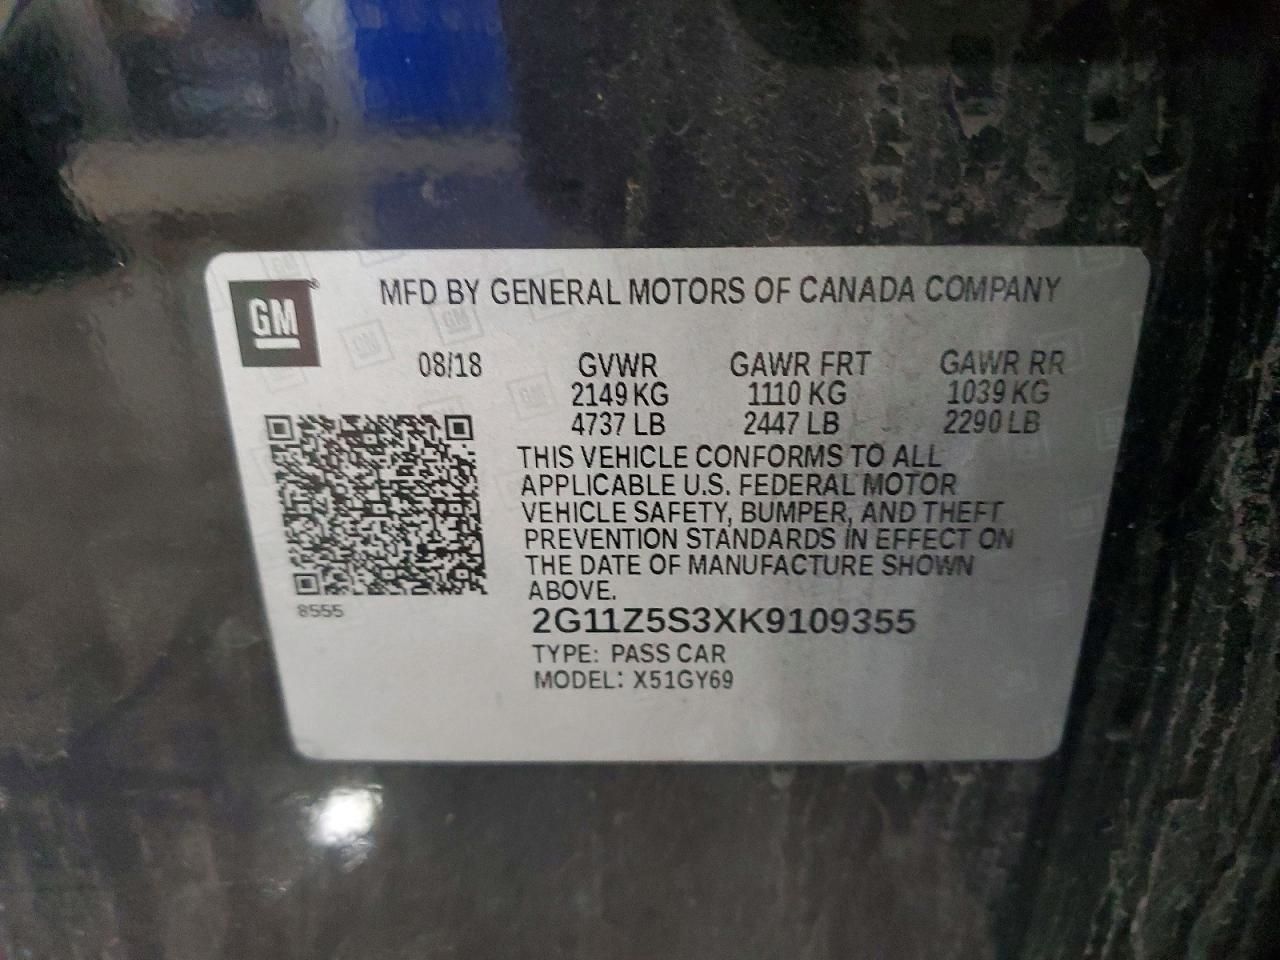 GM
MFD BY GENERAL MOTORS OF CANADA COMPANY
08/18 GVWR GAWR FRT GAWR RR
2149 KG 1110 KG 1039 KG
4737 LB 2447 LB 2290 LB
THIS VEHICLE CONFORMS TO ALL
APPLICABLE U.S. FEDERAL MOTOR
VEHICLE SAFETY, BUMPER, AND THEFT
PREVENTION STANDARDS IN EFFECT ON
THE DATE OF MANUFACTURE SHOWN
ABOVE.
8555
2G11Z5S3XK9109355
TYPE: PASS CAR
MODEL: X51GY69